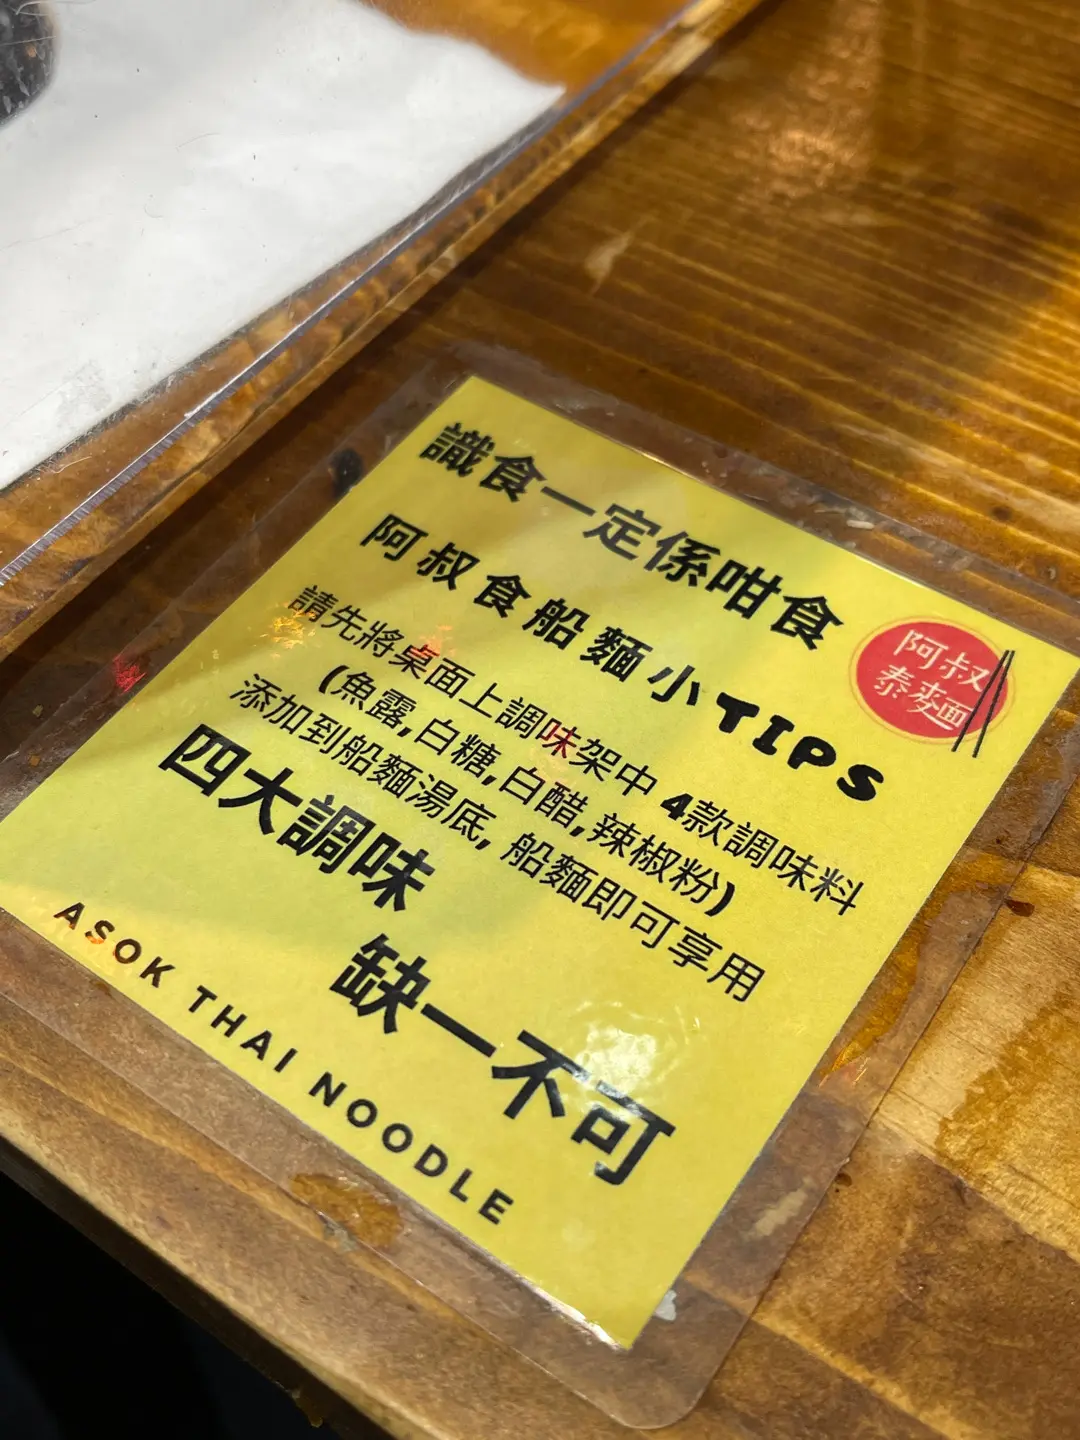 識食一定係咁食
阿叔食船麵小TIPS
阿叔
泰麵
請先將桌面上調味架中 4款調味料
(魚露,白糖,白醋,辣椒粉)
添加到船麵湯底, 船麵即可享用
四大調味
缺一不可
ASOK THAI NOODLE